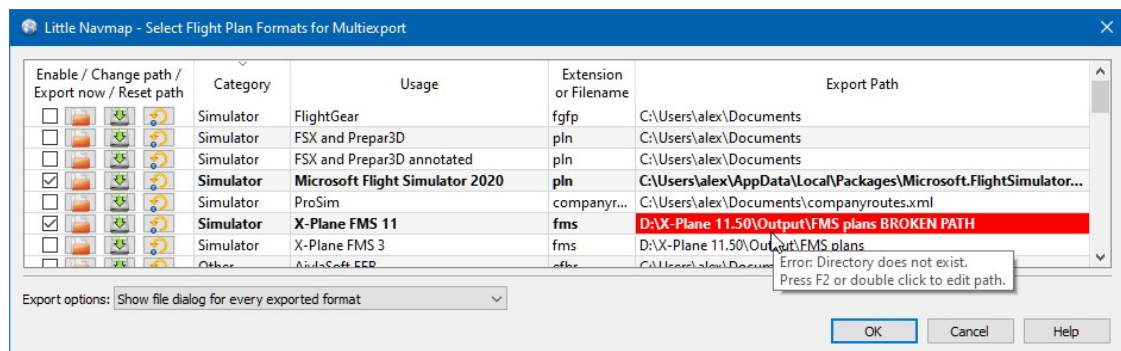 Little Navmap - Select Flight Plan Formats for Multiexport
Enable / Change path / Export now / Reset path Category Usage Extension or Filename Export Path
Simulator FlightGear fgfp C:\Users\alex\Documents
Simulator FSX and Prepar3D pln C:\Users\alex\Documents
Simulator FSX and Prepar3D annotated pln C:\Users\alex\Documents
Simulator Microsoft Flight Simulator 2020 pln C:\Users\alex\AppData\Local\Packages\Microsoft.FlightSimulator...
Simulator ProSim companyr... C:\Users\alex\Documents\companyroutes.xml
Simulator X-Plane FMS 11 fms D:\X-Plane 11.50\Output\FMS plans BROKEN PATH
Simulator X-Plane FMS 3 fms D:\X-Plane 11.50\Output\FMS plans
Error: Directory does not exist.
Press F2 or double click to edit path.
Export options: Show file dialog for every exported format
OK Cancel Help